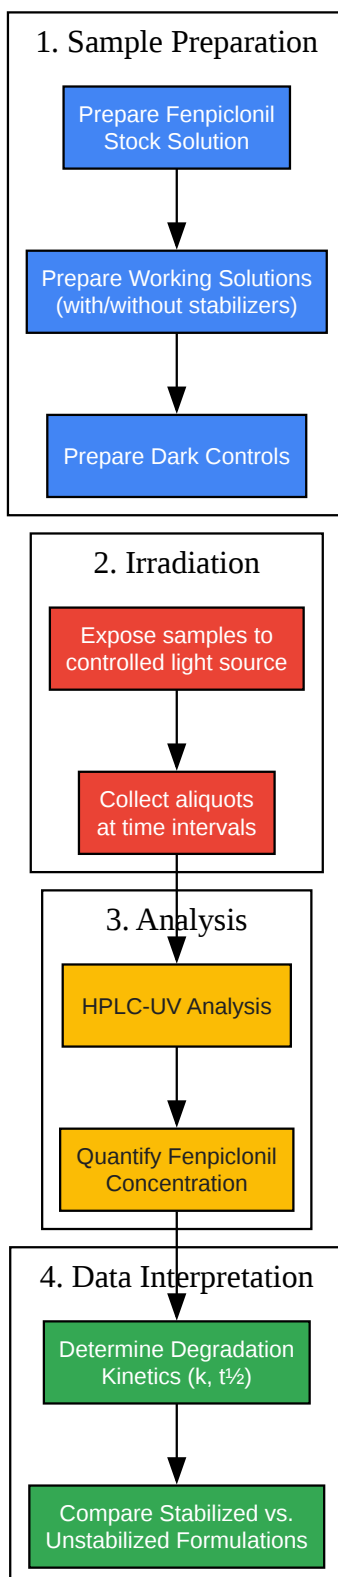 1. Sample Preparation
Prepare Fenpiclonil
Stock Solution
Prepare Working Solutions
(with/without stabilizers)
Prepare Dark Controls
2. Irradiation
Expose samples to
controlled light source
Collect aliquots
at time intervals
3. Analysis
HPLC-UV Analysis
Quantify Fenpiclonil
Concentration
4. Data Interpretation
Determine Degradation
Kinetics (k, t½)
Compare Stabilized vs.
Unstabilized Formulations